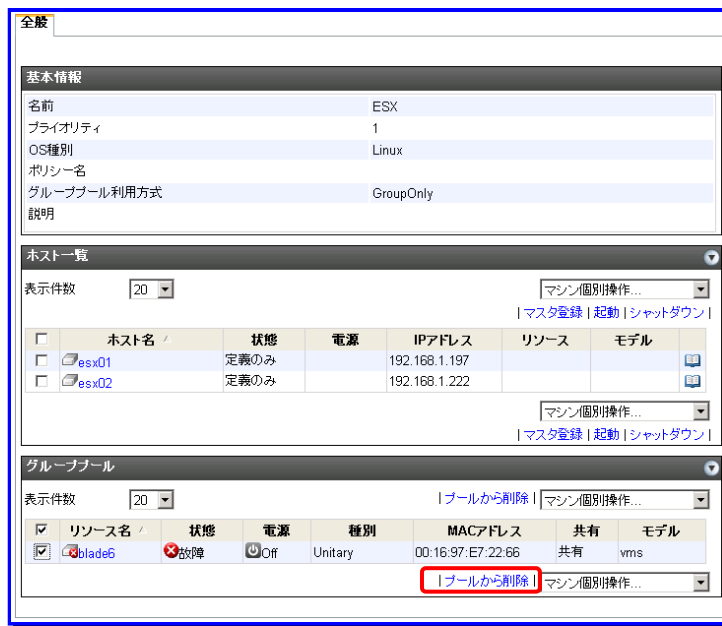 全般
基本情報
名前 ESX
プライオリティ 1
OS種別 Linux
ポリシー名
グループプール利用方式 GroupOnly
説明
ホスト一覧
表示件数 20 マシン個別操作...
| マスタ登録 | 起動 | シャットダウン |
ホスト名 状態 電源 IPアドレス リソース モデル
esx01 定義のみ 192.168.1.197
esx02 定義のみ 192.168.1.222
マシン個別操作...
| マスタ登録 | 起動 | シャットダウン |
グループプール
表示件数 20 | プールから削除 | マシン個別操作...
リソース名 状態 電源 種別 MACアドレス 共有 モデル
blade6 故障 Off Unitary 00:16:97:E7:22:66 共有 vms
| プールから削除 | マシン個別操作...